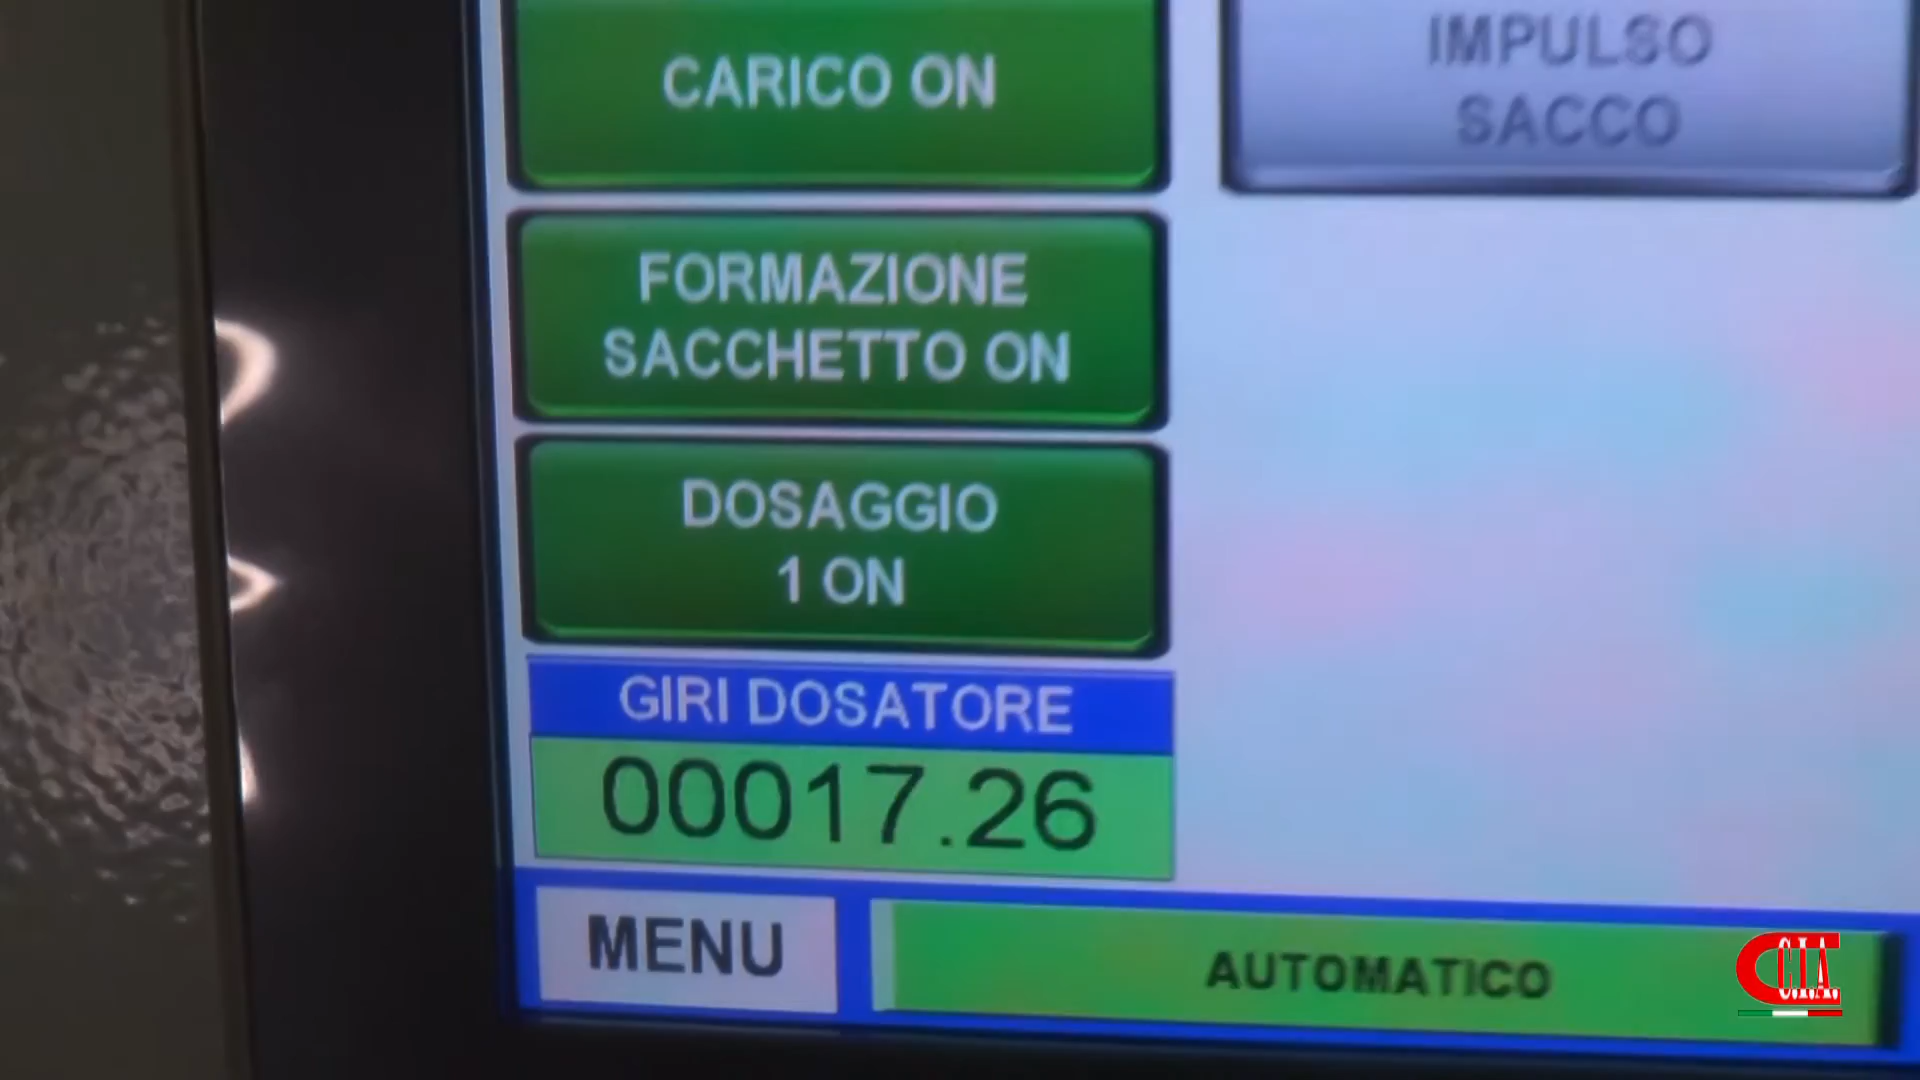 CARICO ON
IMPULSO
SACCO
FORMAZIONE
SACCHETTO ON
DOSAGGIO
1 ON
GIRI DOSATORE
00017.26
MENU
AUTOMATICO
C.I.A.